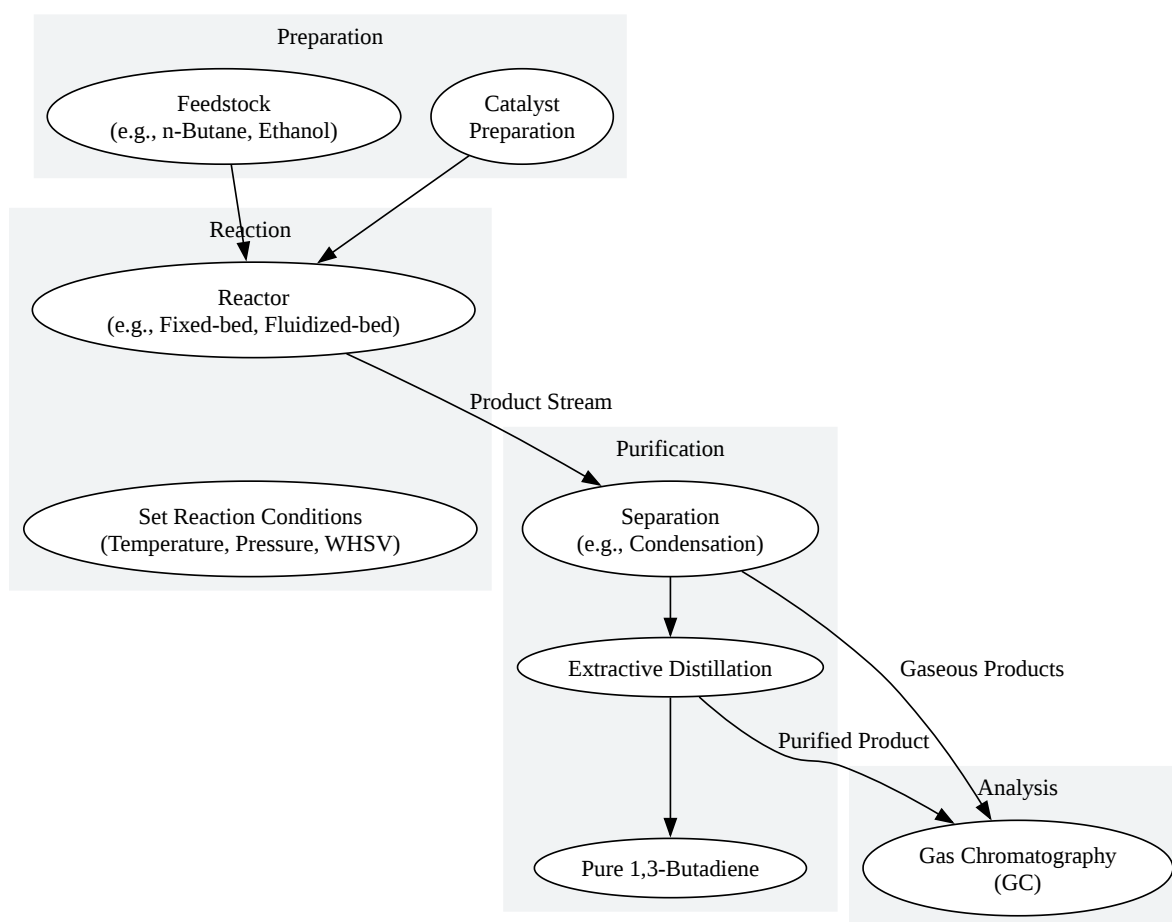 Preparation
Feedstock
(e.g., n-Butane, Ethanol)
Catalyst
Preparation
Reaction
Reactor
(e.g., Fixed-bed, Fluidized-bed)
Product Stream
Purification
Set Reaction Conditions
(Temperature, Pressure, WHSV)
Separation
(e.g., Condensation)
Extractive Distillation
Gaseous Products
Purified Product
Analysis
Pure 1,3-Butadiene
Gas Chromatography
(GC)